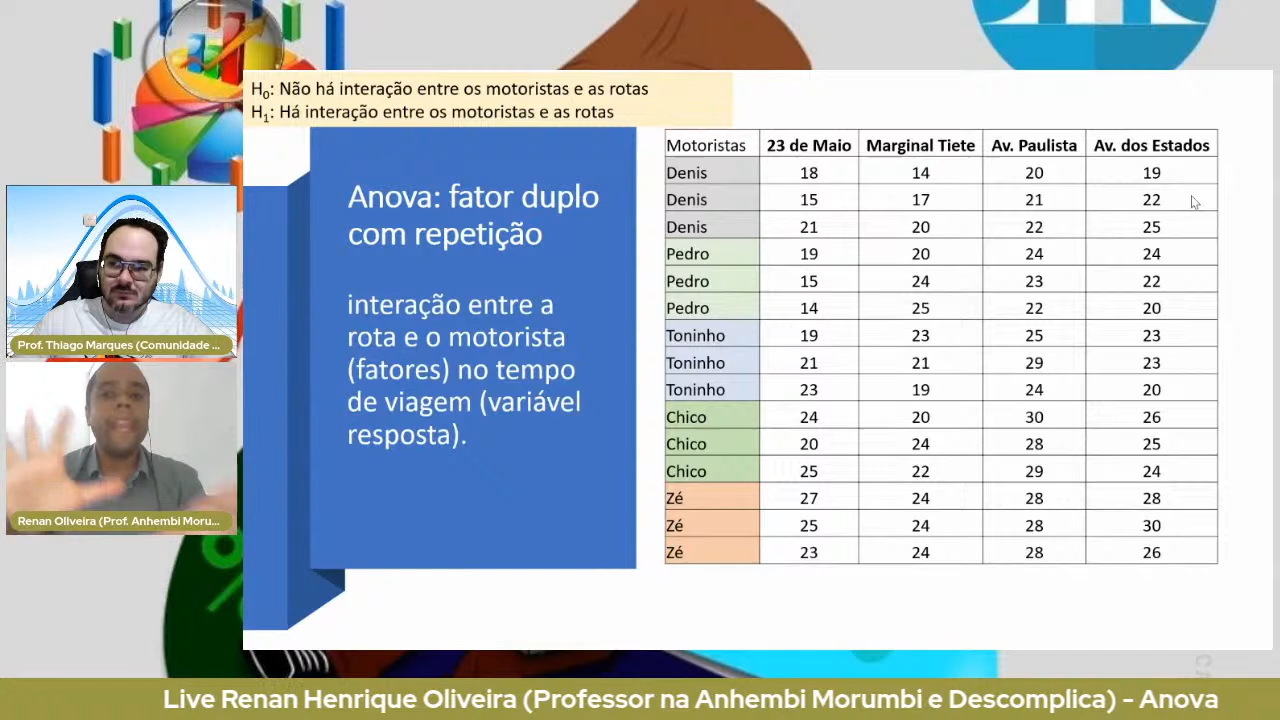 H0: Não há interação entre os motoristas e as rotas
H1: Há interação entre os motoristas e as rotas
Anova: fator duplo
com repetição
interação entre a
rota e o motorista
(fatores) no tempo
de viagem (variável
resposta).
Motoristas 23 de Maio Marginal Tiete Av. Paulista Av. dos Estados
Denis 18 14 20 19
Denis 15 17 21 22
Denis 21 20 22 25
Pedro 19 20 24 24
Pedro 15 24 23 22
Pedro 14 25 22 20
Toninho 19 23 25 23
Toninho 21 21 29 23
Toninho 23 19 24 20
Chico 24 20 30 26
Chico 20 24 28 25
Chico 25 22 29 24
Zé 27 24 28 28
Zé 25 24 28 30
Zé 23 24 28 26
Prof. Thiago Marques (Comunidade ...
Renan Oliveira (Prof. Anhembi Moru...
%
Live Renan Henrique Oliveira (Professor na Anhembi Morumbi e Descomplica) - Anova